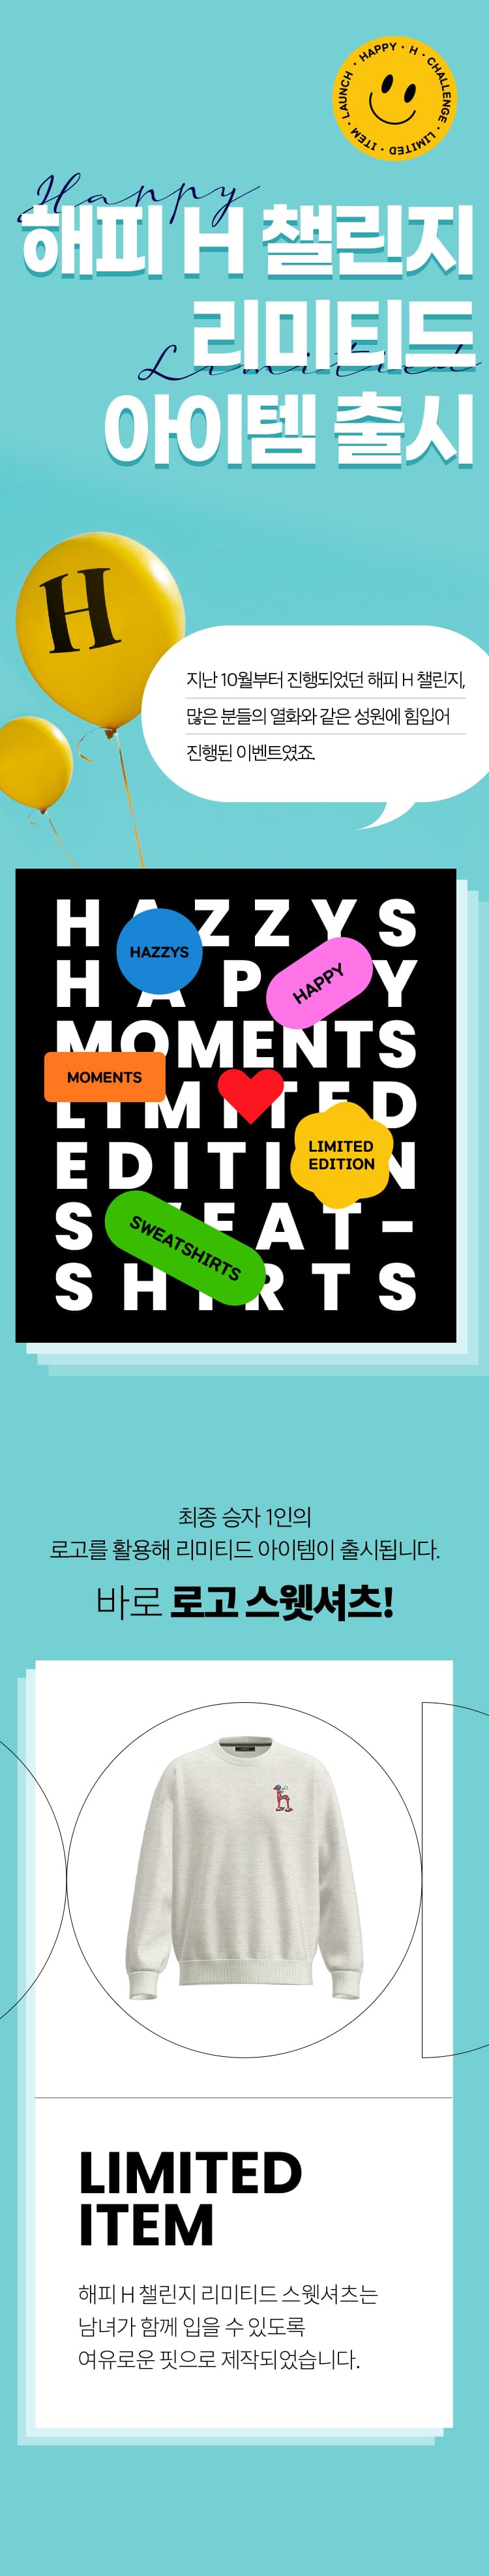 HAPPY • H • CHALLENGE • LIMITED • ITEM • LAUNCH •
Happy
해피 H 챌린지
리미티드
Limitied
아이템 출시
H
지난 10월부터 진행되었던 해피 H 챌린지,
많은 분들의 열화와 같은 성원에 힘입어
진행된 이벤트였죠.
HAZZYS
HAZZYS
HAPPY
HAPPY
MOMENTS
MOMENTS
LIMITED
LIMITED
EDITION
EDITION
SWEAT-
SWEATSHIRTS
SHIRTS
최종 승자 1인의
로고를 활용해 리미티드 아이템이 출시됩니다.
바로 로고 스웻셔츠!
LIMITED
ITEM
해피 H 챌린지 리미티드 스웻셔츠는
남녀가 함께 입을 수 있도록
여유로운 핏으로 제작되었습니다.